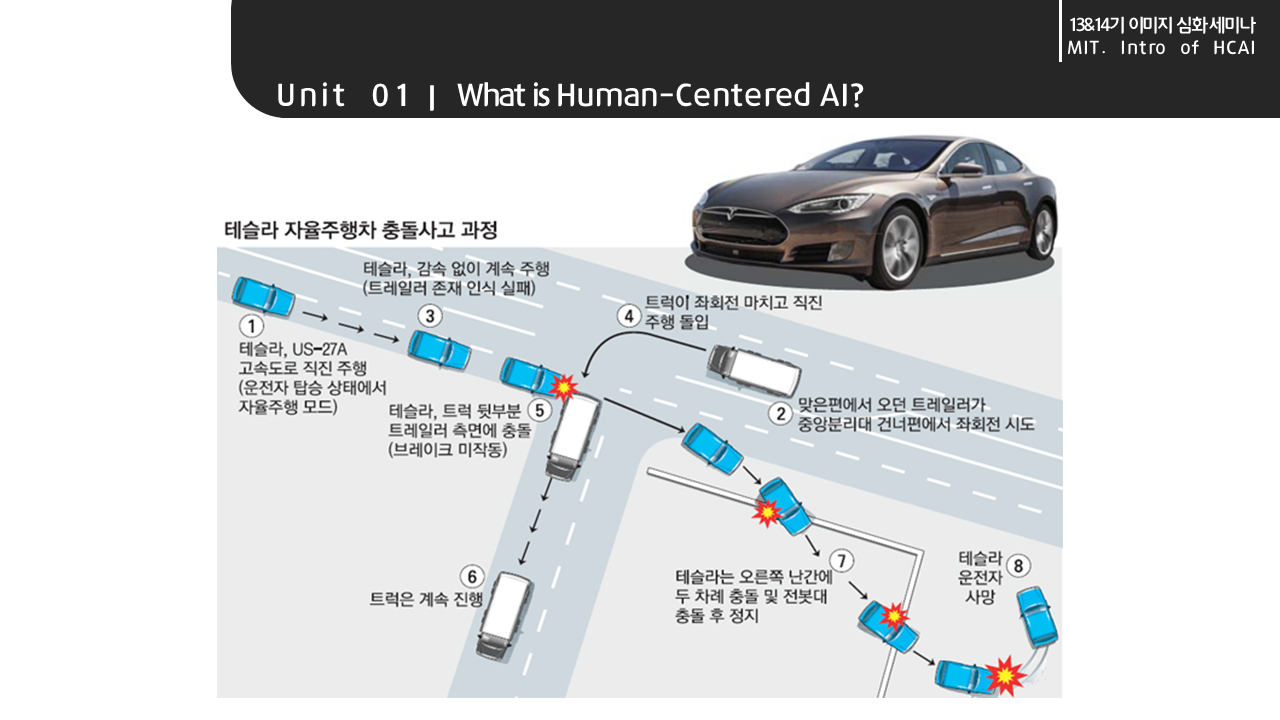 13&14기 이미지 심화세미나
MIT. Intro of HCAI
Unit 01 | What is Human-Centered AI?
테슬라 자율주행차 충돌사고 과정
1
테슬라, US-27A
고속도로 직진 주행
(운전자 탑승 상태에서
자율주행 모드)
2
맞은편에서 오던 트레일러가
중앙분리대 건너편에서 좌회전 시도
테슬라, 감속 없이 계속 주행
(트레일러 존재 인식 실패)
3
4
트럭이 좌회전 마치고 직진
주행 돌입
테슬라, 트럭 뒷부분
트레일러 측면에 충돌
(브레이크 미작동)
5
6
트럭은 계속 진행
7
테슬라는 오른쪽 난간에
두 차례 충돌 및 전봇대
충돌 후 정지
8
테슬라
운전자
사망